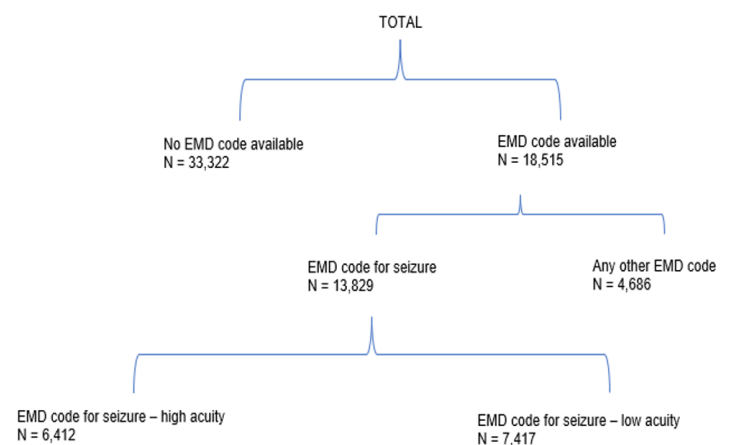 TOTAL
No EMD code available
N = 33,322
EMD code available
N = 18,515
EMD code for seizure
N = 13,829
Any other EMD code
N = 4,686
EMD code for seizure – high acuity
N = 6,412
EMD code for seizure – low acuity
N = 7,417